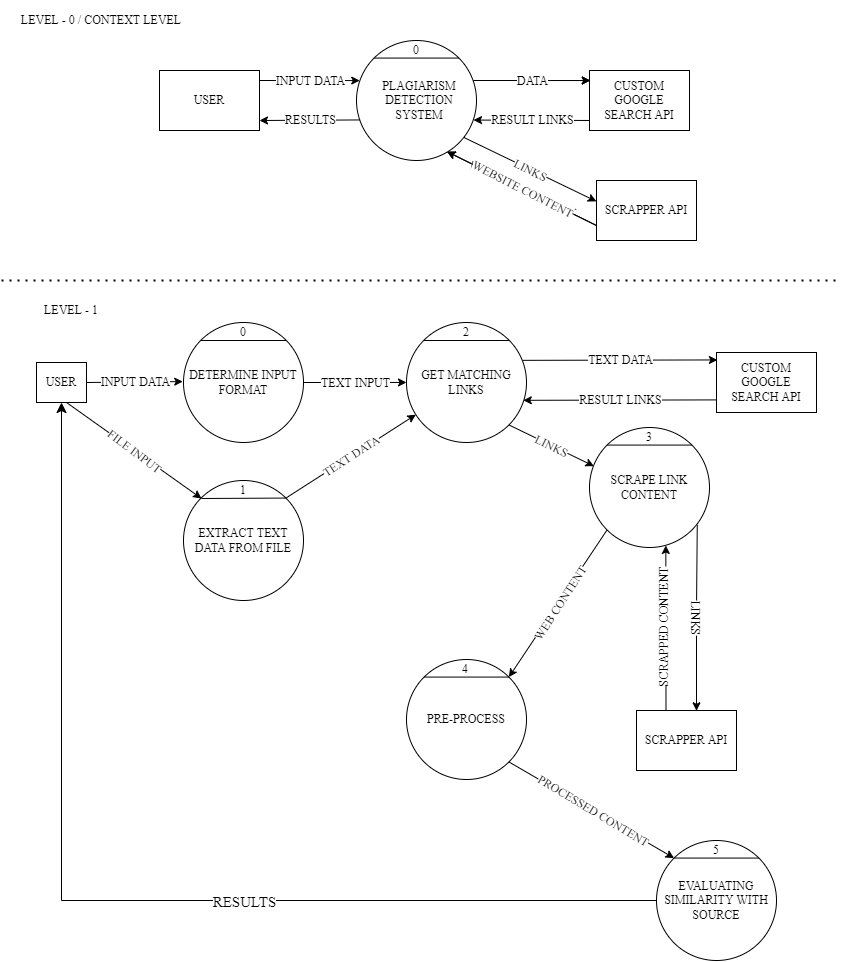 LEVEL - 0 / CONTEXT LEVEL
0
USER
INPUT DATA
RESULTS
PLAGIARISM
DETECTION
SYSTEM
DATA
RESULT LINKS
CUSTOM
GOOGLE
SEARCH API
LINKS
WEBSITE CONTENT
SCRAPPER API
LEVEL - 1
0
USER
INPUT DATA
DETERMINE INPUT
FORMAT
TEXT INPUT
2
GET MATCHING
LINKS
TEXT DATA
RESULT LINKS
CUSTOM
GOOGLE
SEARCH API
FILE INPUT
1
EXTRACT TEXT
DATA FROM FILE
TEXT DATA
LINKS
3
SCRAPE LINK
CONTENT
WEB CONTENT
SCRAPPED CONTENT
LINKS
SCRAPPER API
4
PRE-PROCESS
PROCESSED CONTENT
5
EVALUATING
SIMILARITY WITH
SOURCE
RESULTS